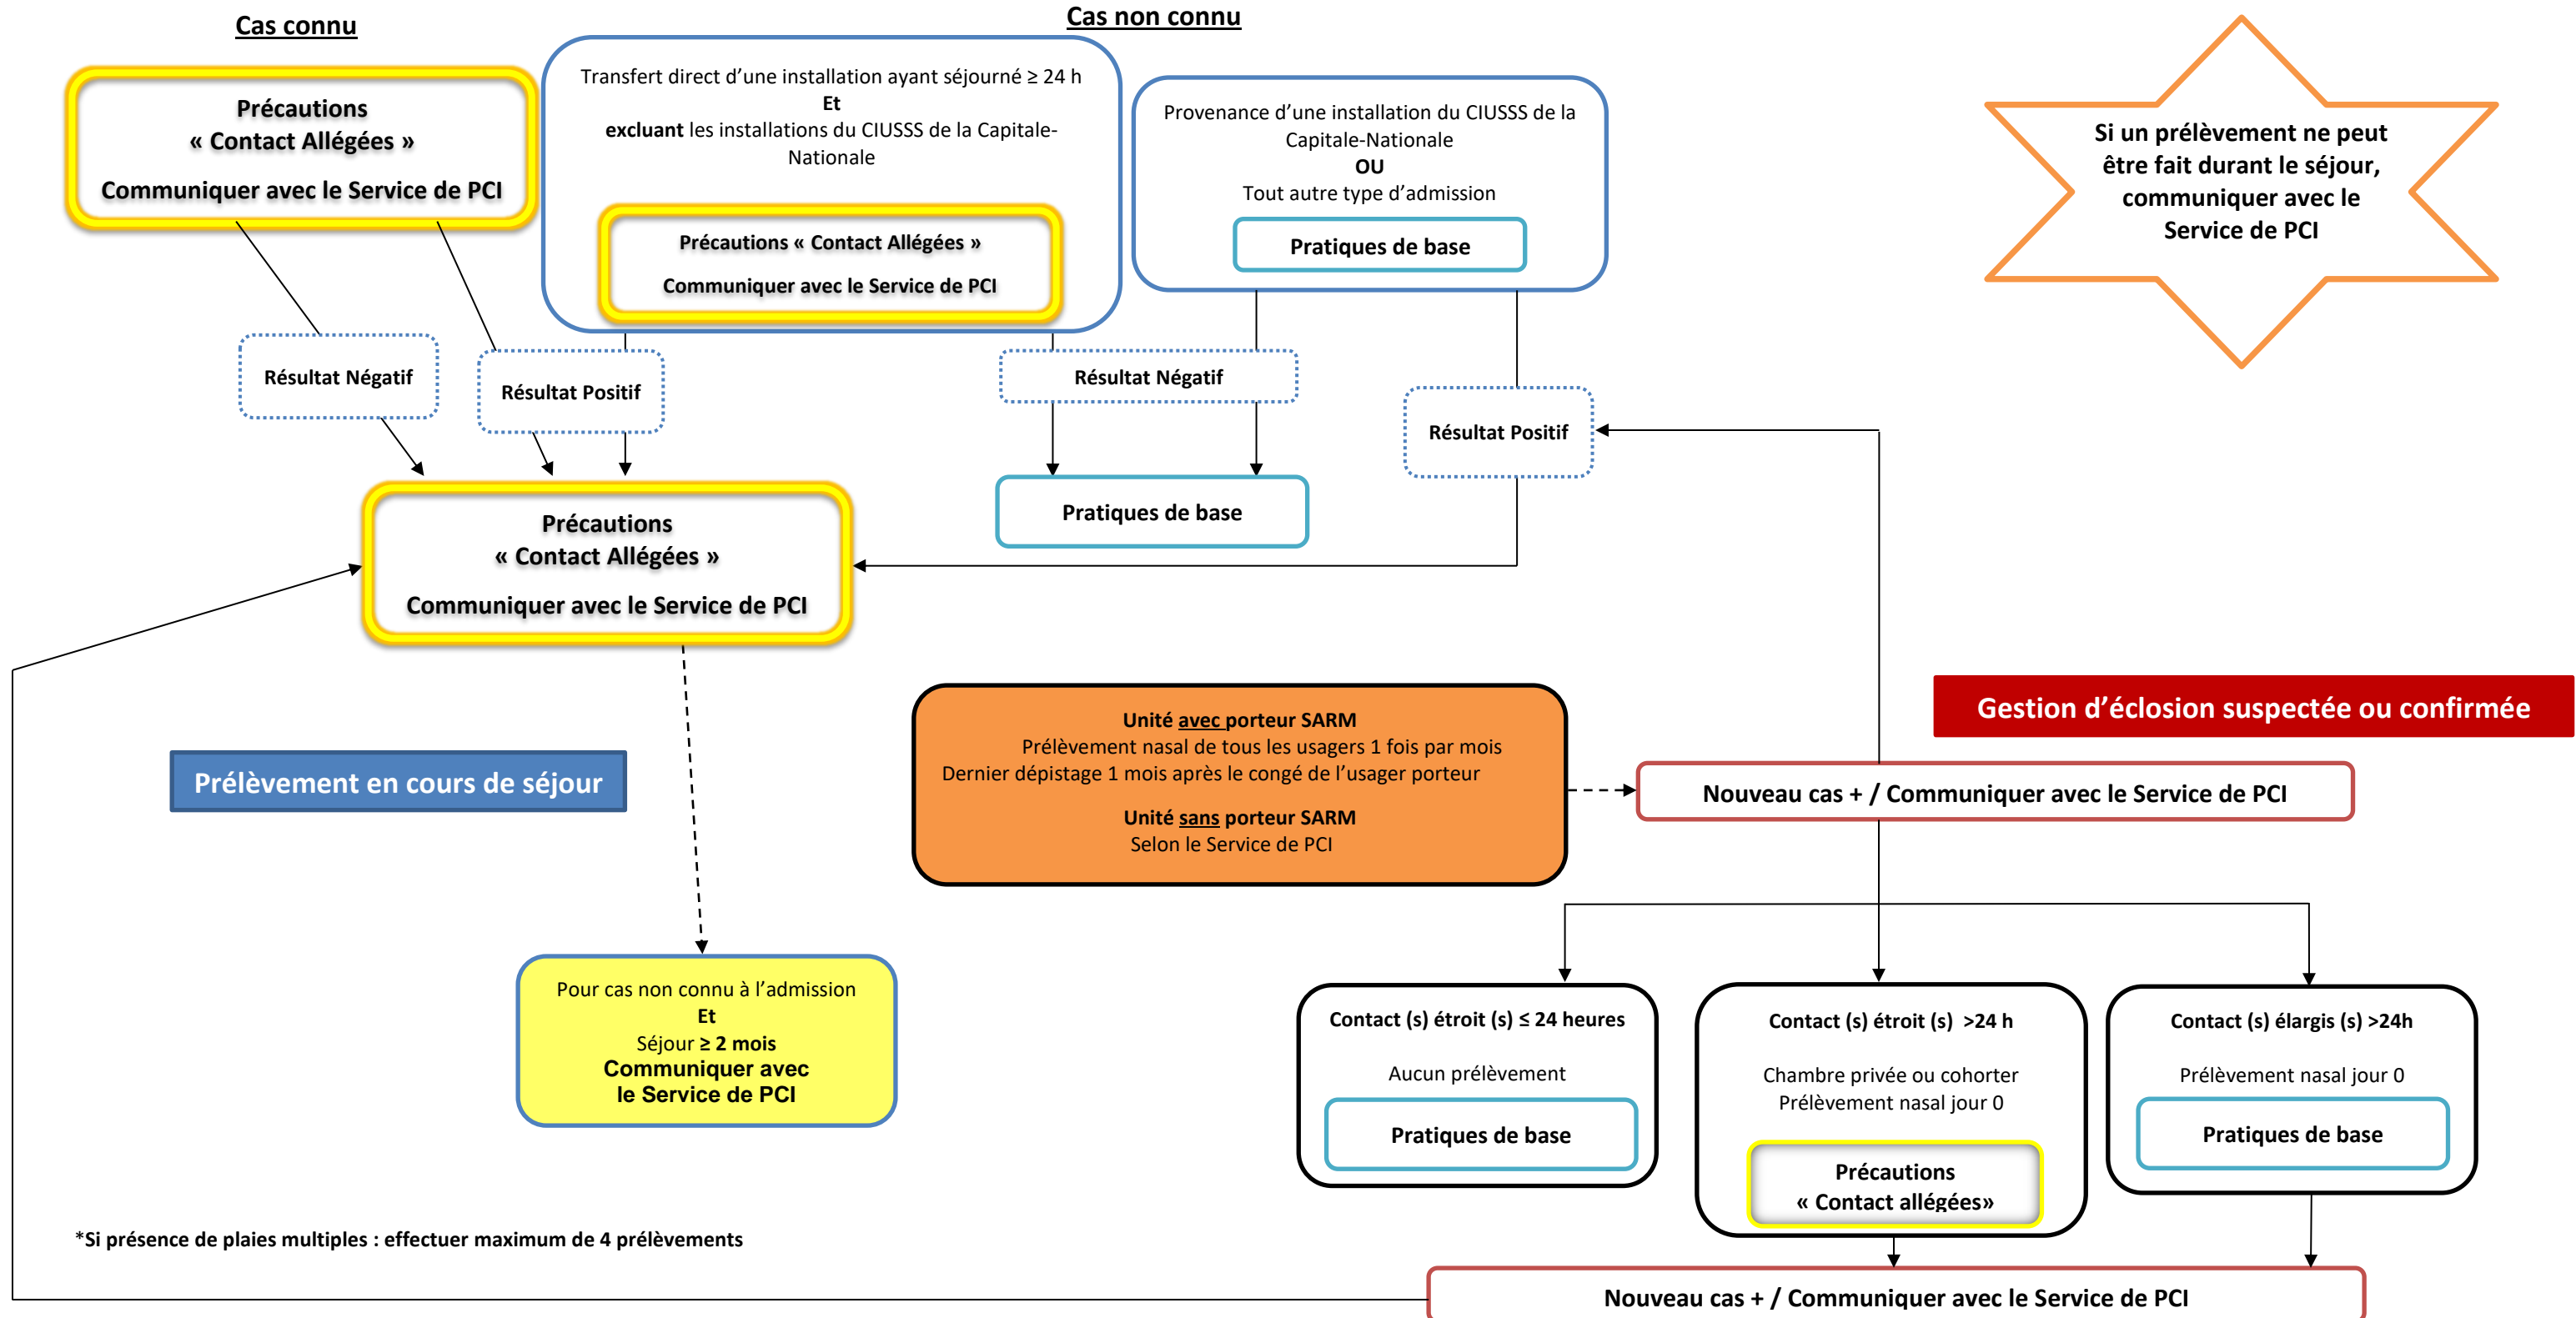 Cas connu
Cas non connu
Précautions
« Contact Allégées »
Communiquer avec le Service de PCI
Transfert direct d'une installation ayant séjourné ≥ 24 h
Et
excluant les installations du CIUSSS de la Capitale-
Nationale
Précautions « Contact Allégées »
Communiquer avec le Service de PCI
Provenance d'une installation du CIUSSS de la
Capitale-Nationale
OU
Tout autre type d'admission
Pratiques de base
Si un prélèvement ne peut
être fait durant le séjour,
communiquer avec le
Service de PCI
Résultat Négatif
Résultat Positif
Résultat Négatif
Résultat Positif
Précautions
« Contact Allégées »
Communiquer avec le Service de PCI
Pratiques de base
Prélèvement en cours de séjour
Unité avec porteur SARM
Prélèvement nasal de tous les usagers 1 fois par mois
Dernier dépistage 1 mois après le congé de l'usager porteur
Unité sans porteur SARM
Selon le Service de PCI
Gestion d'éclosion suspectée ou confirmée
Nouveau cas + / Communiquer avec le Service de PCI
Pour cas non connu à l'admission
Et
Séjour ≥ 2 mois
Communiquer avec
le Service de PCI
Contact (s) étroit (s) ≤ 24 heures
Aucun prélèvement
Pratiques de base
Contact (s) étroit (s) >24 h
Chambre privée ou cohorter
Prélèvement nasal jour 0
Précautions
« Contact allégées»
Contact (s) élargis (s) >24h
Prélèvement nasal jour 0
Pratiques de base
*Si présence de plaies multiples : effectuer maximum de 4 prélèvements
Nouveau cas + / Communiquer avec le Service de PCI